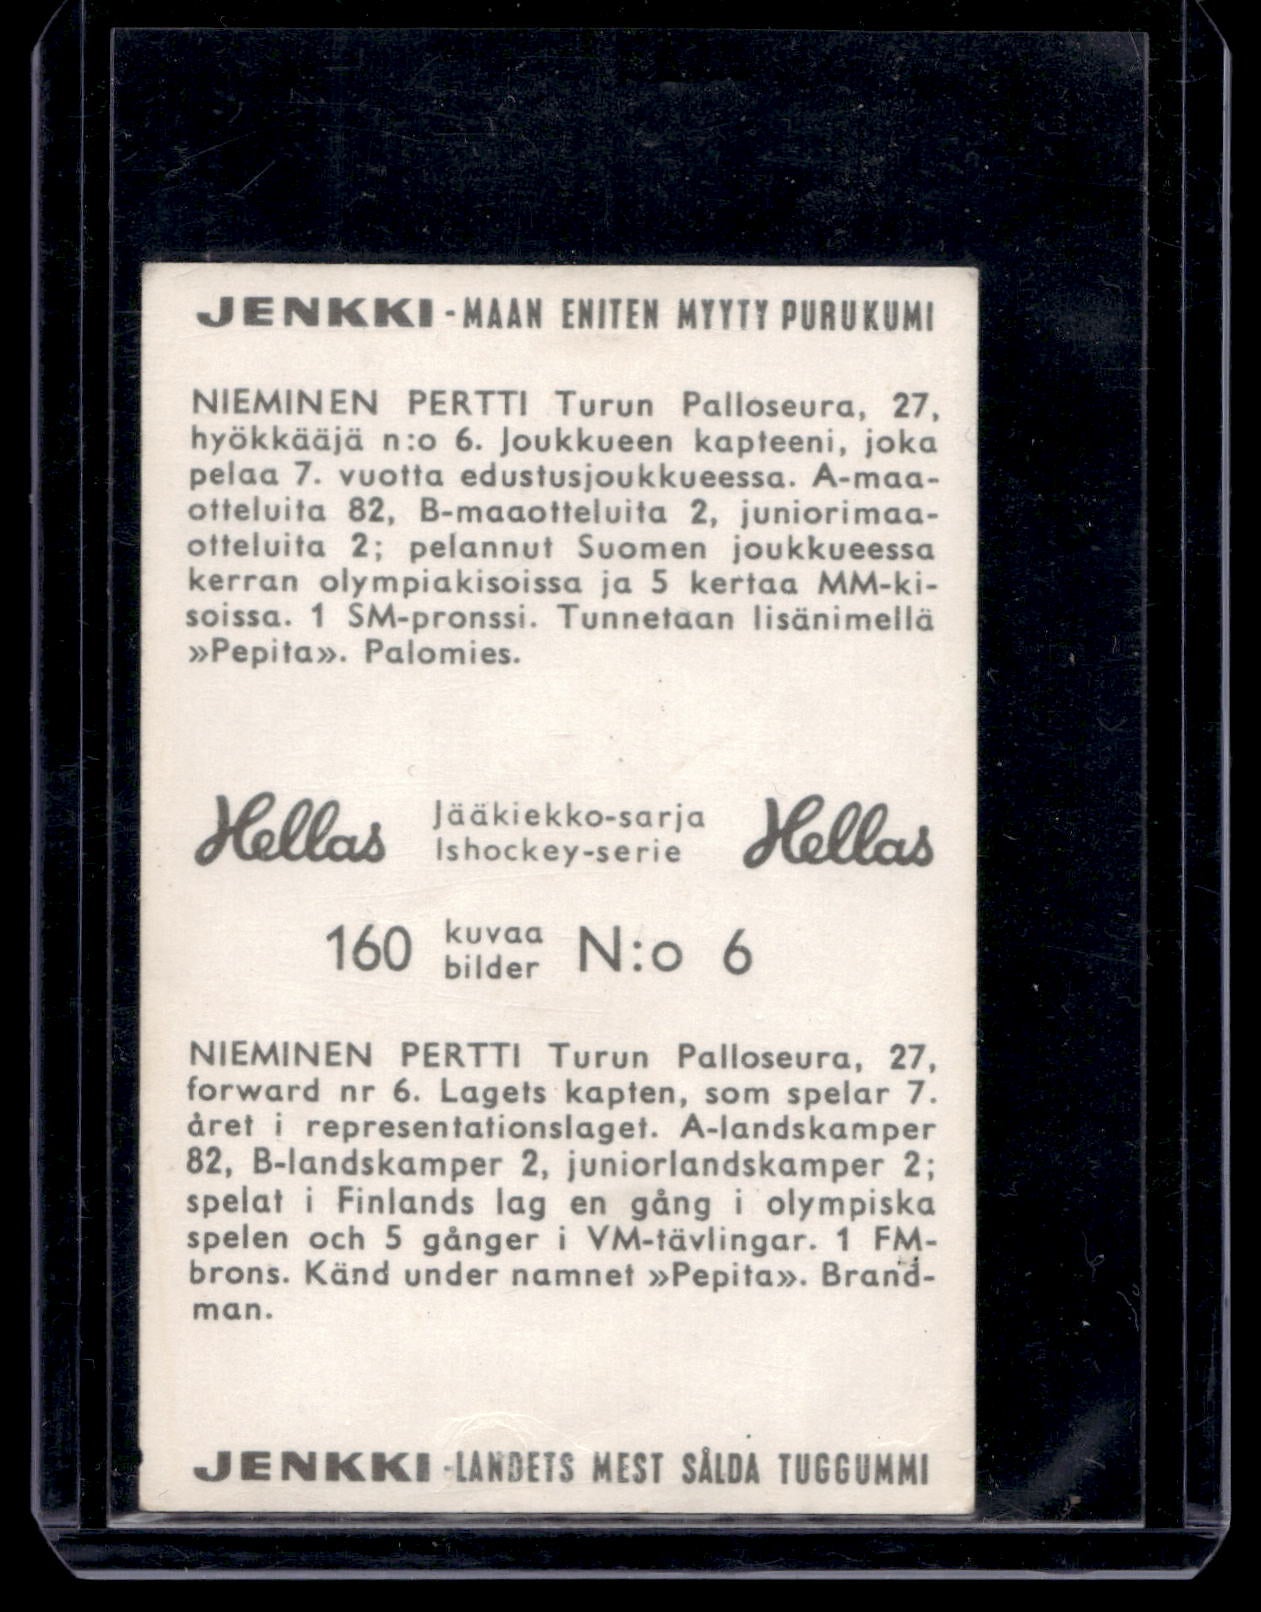 JENKKI - MAAN ENITEN MYYTY PURUKUMI
NIEMINEN PERTTI Turun Palloseura, 27,
hyökkääjä n:o 6. Joukkueen kapteeni, joka
pelaa 7. vuotta edustusjoukkueessa. A-maa-
otteluita 82, B-maaotteluita 2, juniorimaa-
otteluita 2; pelannut Suomen joukkueessa
kerran olympiakisoissa ja 5 kertaa MM-ki-
soissa. 1 SM-pronssi. Tunnetaan lisänimellä
»Pepita». Palomies.
Hellas Jääkiekko-sarja Hellas
Ishockey-serie
160 kuvaa N:o 6
bilder
NIEMINEN PERTTI Turun Palloseura, 27,
forward nr 6. Lagets kapten, som spelar 7.
året i representationslaget. A-landskamper
82, B-landskamper 2, juniorlandskamper 2;
spelat i Finlands lag en gång i olympiska
spelen och 5 gånger i VM-tävlingar. 1 FM-
brons. Känd under namnet »Pepita». Brand-
man.
JENKKI - LANDETS MEST SÅLDA TUGGUMMI